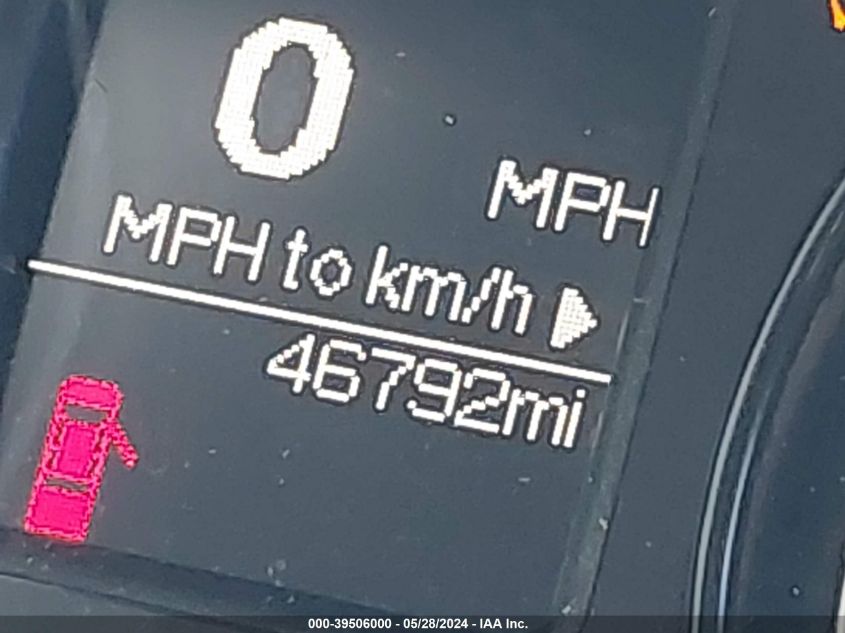 0
MPH
MPH to km/h
46792mi
000-39506000 - 05/28/2024 - IAA Inc.